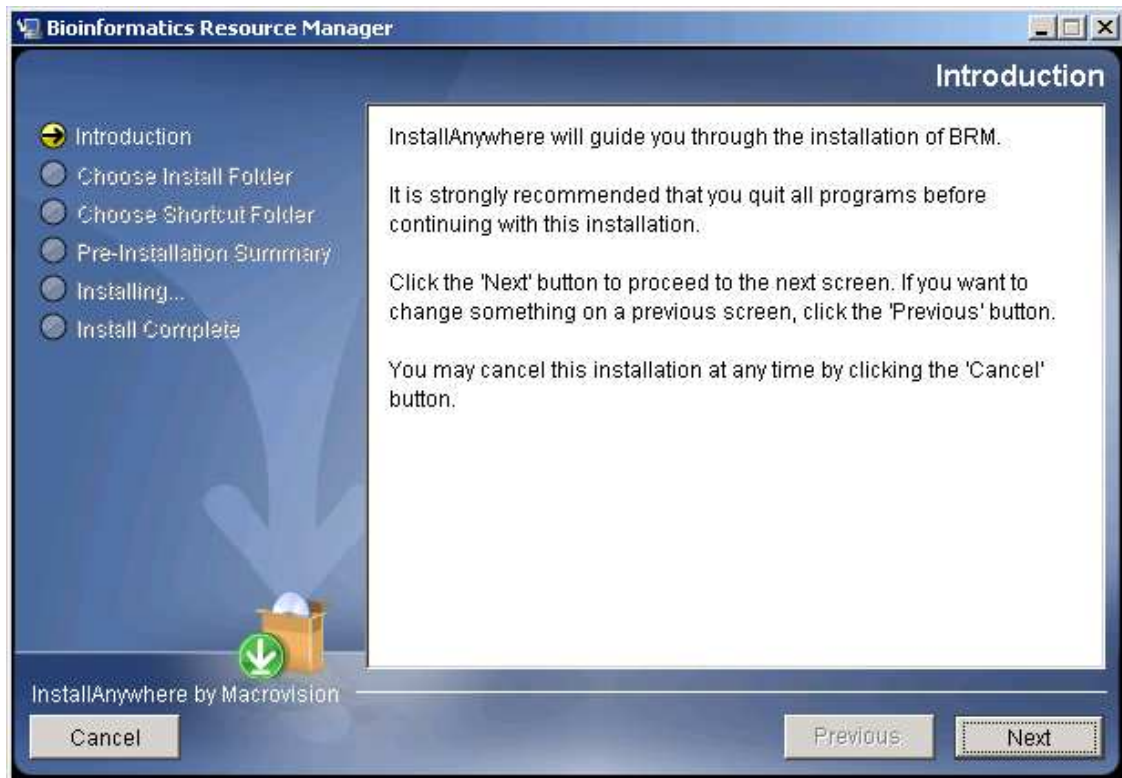 Bioinformatics Resource Manager
Introduction
Introduction
Choose Install Folder
Choose Shortcut Folder
Pre-Installation Summary
Installing...
Install Complete
InstallAnywhere will guide you through the installation of BRM.
It is strongly recommended that you quit all programs before
continuing with this installation.
Click the 'Next' button to proceed to the next screen. If you want to
change something on a previous screen, click the 'Previous' button.
You may cancel this installation at any time by clicking the 'Cancel'
button.
InstallAnywhere by Macrovision
Cancel
Previous
Next